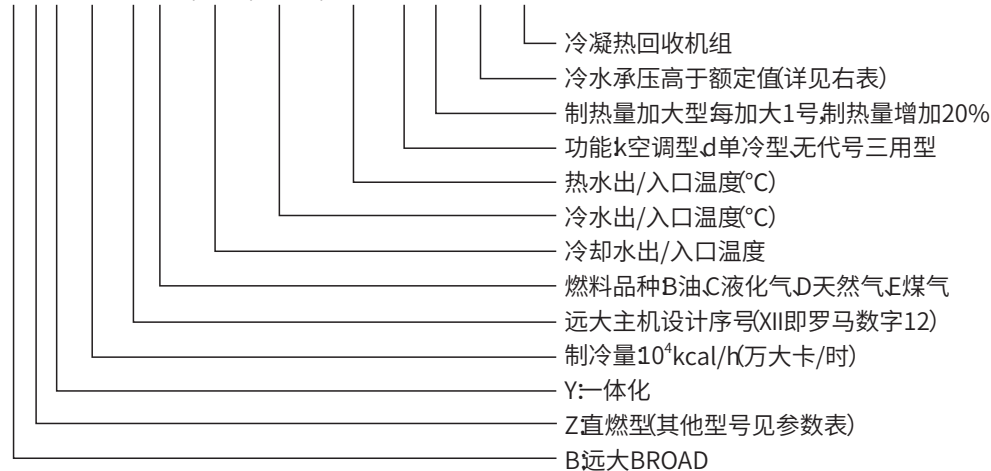 冷凝热回收机组
冷水承压高于额定值(详见右表)
制热量加大型:每加大1号,制热量增加20%
功能:k空调型、d单冷型、无代号三用型
热水出/入口温度(°C)
冷水出/入口温度(°C)
冷却水出/入口温度
燃料品种:B油、C液化气、D天然气、E煤气
远大主机设计序号(XII即罗马数字12)
制冷量:10⁴kcal/h(万大卡/时)
Y:一体化
Z:直燃型(其他型号见参数表)
B:远大BROAD